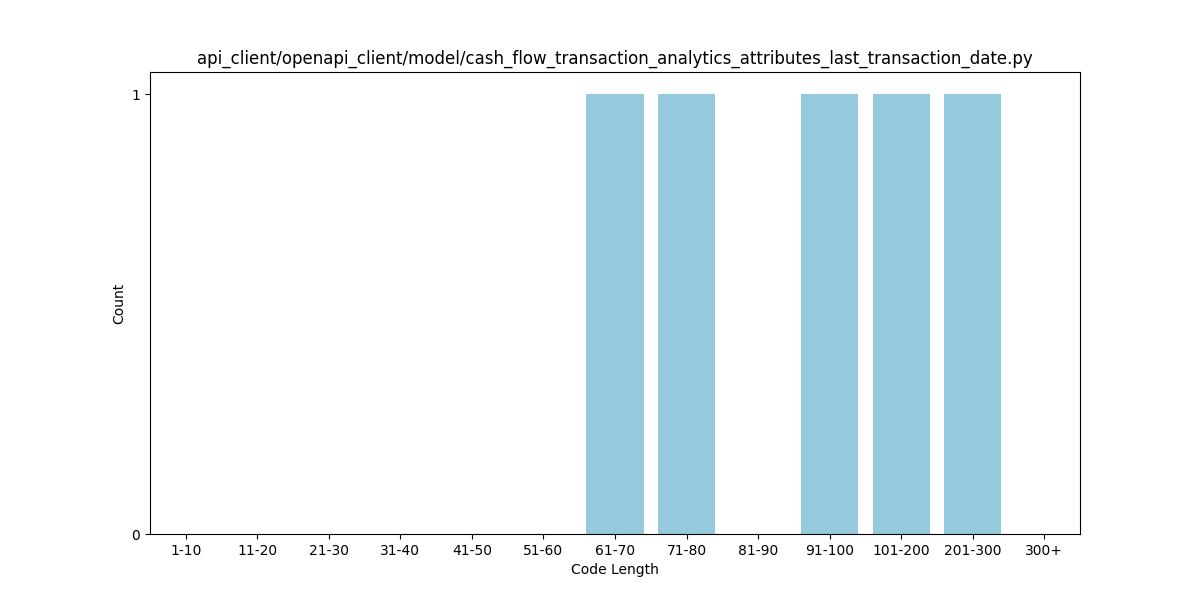 api_client/openapi_client/model/cash_flow_transaction_analytics_attributes_last_transaction_date.py
1
Count
0
1-10 11-20 21-30 31-40 41-50 51-60 61-70 71-80 81-90 91-100 101-200 201-300 300+
Code Length